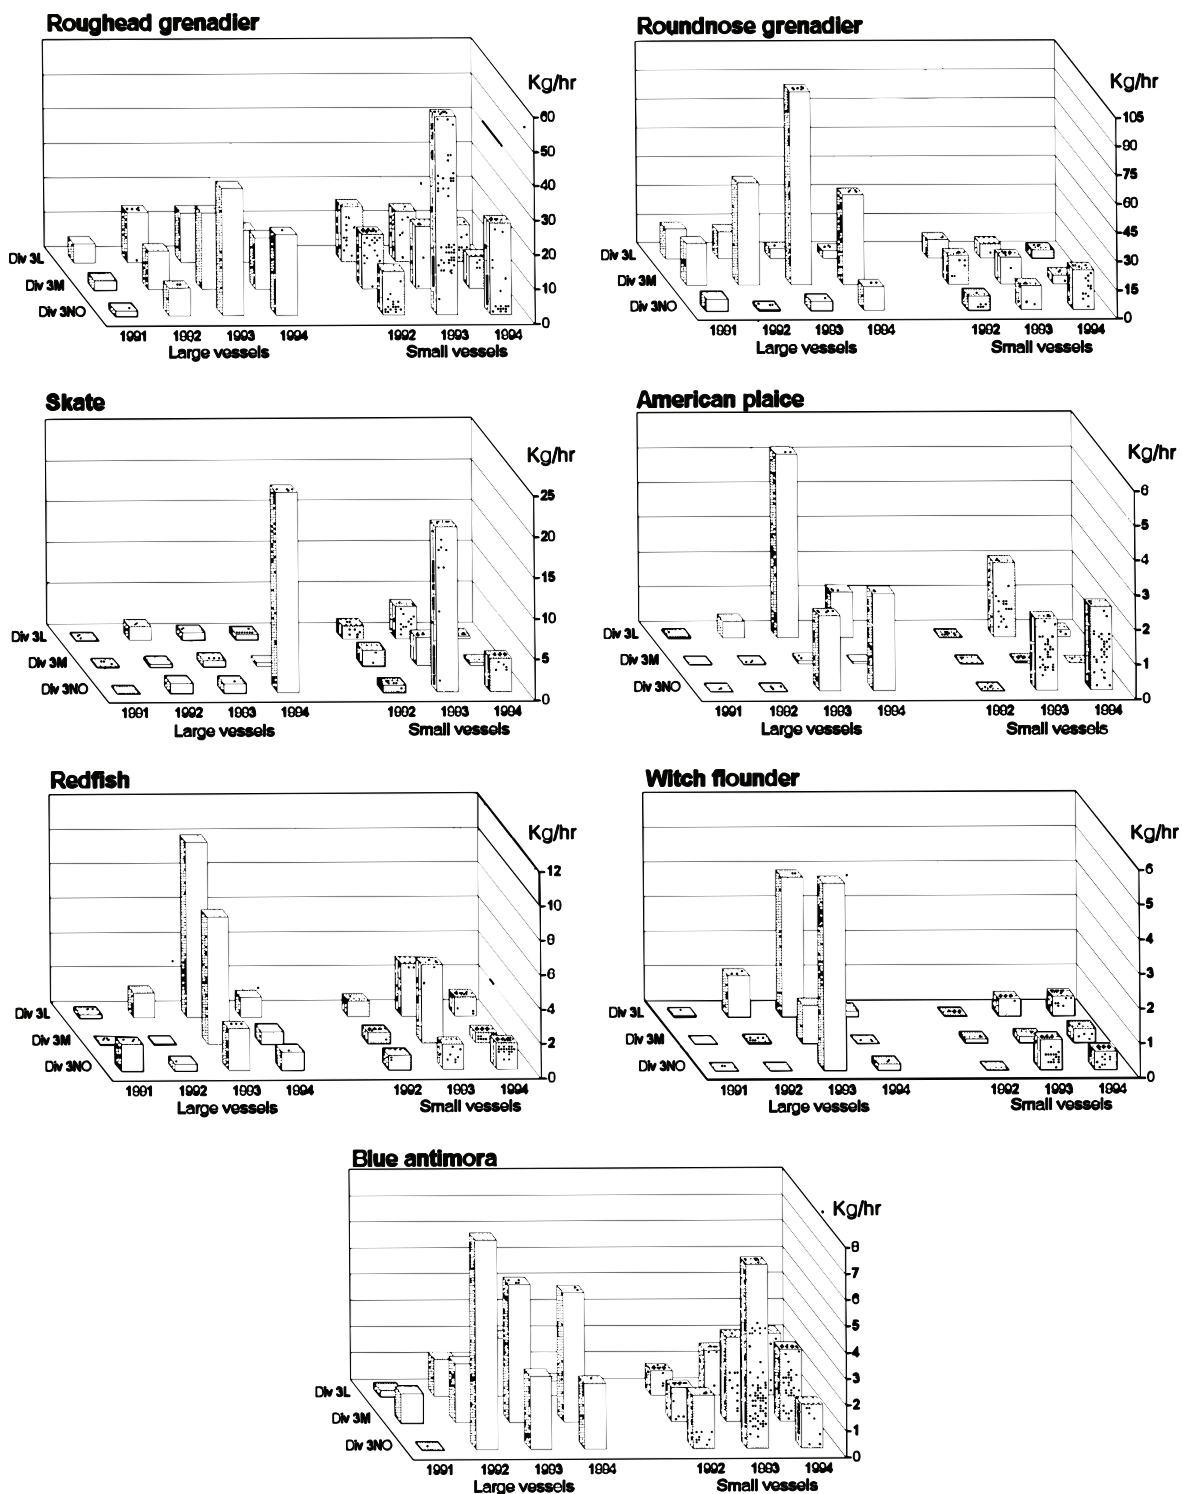 Roughead grenadier
Kg/hr
60
50
40
30
20
10
0
Div 3L
Div 3M
Div 3NO
1991 1992 1993 1994 1992 1993 1994
Large vessels Small vessels
Roundnose grenadier
Kg/hr
105
90
75
60
45
30
15
0
Div 3L
Div 3M
Div 3NO
1991 1992 1993 1994 1992 1993 1994
Large vessels Small vessels
Skate
Kg/hr
25
20
15
10
5
0
Div 3L
Div 3M
Div 3NO
1991 1992 1993 1994 1992 1993 1994
Large vessels Small vessels
American plaice
Kg/hr
6
5
4
3
2
1
0
Div 3L
Div 3M
Div 3NO
1991 1992 1993 1994 1992 1993 1994
Large vessels Small vessels
Redfish
Kg/hr
12
10
8
6
4
2
0
Div 3L
Div 3M
Div 3NO
1991 1992 1993 1994 1992 1993 1994
Large vessels Small vessels
Witch flounder
Kg/hr
6
5
4
3
2
1
0
Div 3L
Div 3M
Div 3NO
1991 1992 1993 1994 1992 1993 1994
Large vessels Small vessels
Blue antimora
Kg/hr
8
7
6
5
4
3
2
1
0
Div 3L
Div 3M
Div 3NO
1991 1992 1993 1994 1992 1993 1994
Large vessels Small vessels